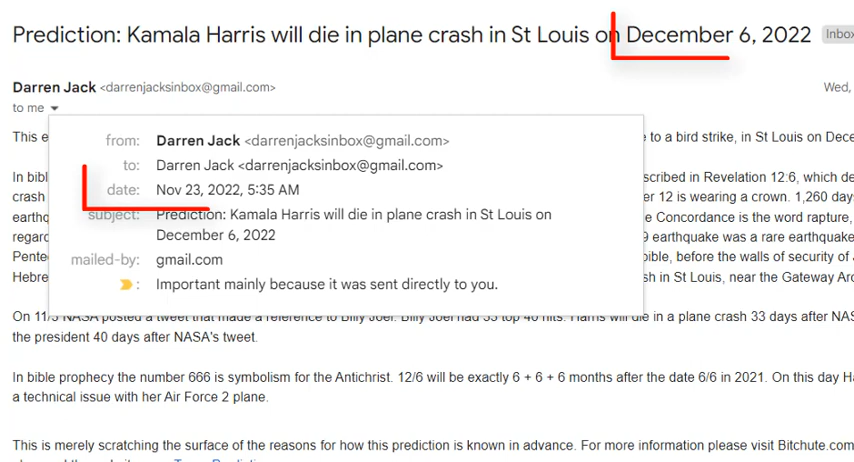 Prediction: Kamala Harris will die in plane crash in St Louis on December 6, 2022 Inbox
Darren Jack <darrenjacksinbox@gmail.com> Wed,
to me
This e to a bird strike, in St Louis on Dece
from: Darren Jack <darrenjacksinbox@gmail.com>
to: Darren Jack <darrenjacksinbox@gmail.com>
date: Nov 23, 2022, 5:35 AM
subject: Prediction: Kamala Harris will die in plane crash in St Louis on
December 6, 2022
mailed-by: gmail.com
: Important mainly because it was sent directly to you.
In bibl scribed in Revelation 12:6, which de
crash er 12 is wearing a crown. 1,260 days
earthq e Concordance is the word rapture,
regard 9 earthquake was a rare earthquake
Pente bible, before the walls of security of
Hebre sh in St Louis, near the Gateway Arc
On 11/5 NASA posted a tweet that made a reference to Billy Joel. Billy Joel had 33 top 40 hits. Harris will die in a plane crash 33 days after NAS
the president 40 days after NASA's tweet.
In bible prophecy the number 666 is symbolism for the Antichrist. 12/6 will be exactly 6 + 6 + 6 months after the date 6/6 in 2021. On this day Ha
a technical issue with her Air Force 2 plane.
This is merely scratching the surface of the reasons for how this prediction is known in advance. For more information please visit Bitchute.com